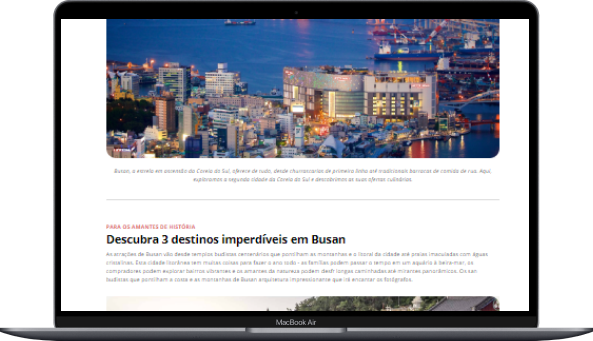 Busan, a estrela em ascensão da Coreia do Sul, oferece de tudo, desde churrascarias de primeira linha até tradicionais barracas de comida de rua. Aqui,
exploramos a segunda cidade da Coreia do Sul e descobrimos as suas ofertas culinárias.
PARA OS AMANTES DE HISTÓRIA
Descubra 3 destinos imperdíveis em Busan
As atrações de Busan vão desde templos budistas centenários que pontilham as montanhas e o litoral da cidade até praias imaculadas com águas
cristalinas. Esta cidade litorânea tem muitas coisas para fazer o ano todo - as famílias podem passar o tempo em um aquário à beira-mar, os
compradores podem explorar bairros vibrantes e os amantes da natureza podem desfrutar longas caminhadas até mirantes panorâmicos. Os san
budistas que pontilham a costa e as montanhas de Busan arquitetura impressionante que irá encantar os fotógrafos.
MacBook Air